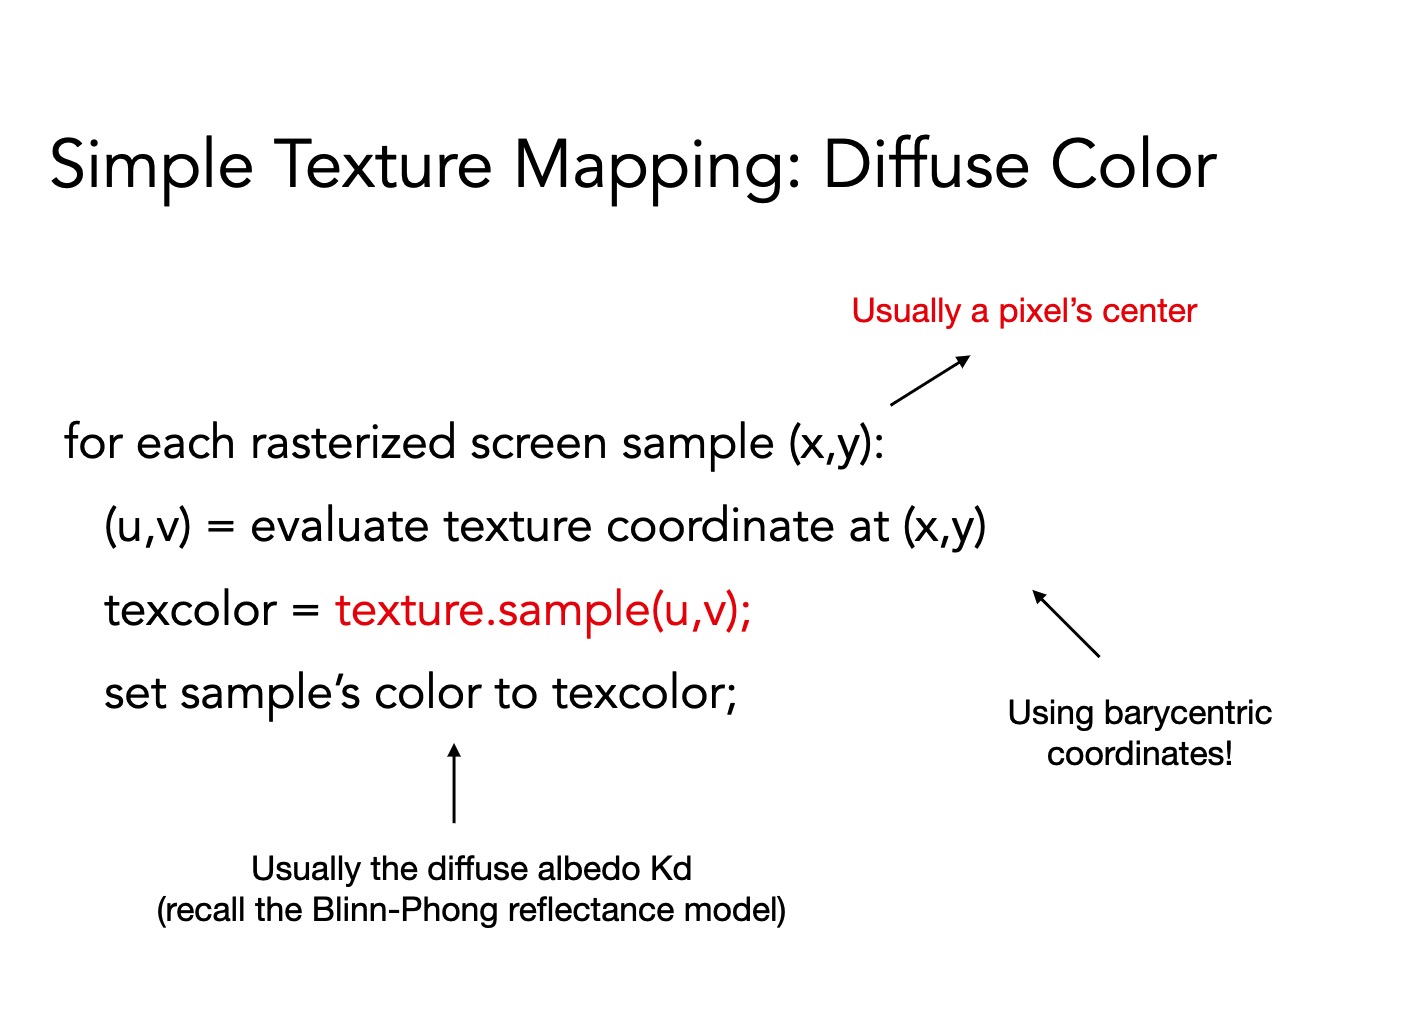 Simple Texture Mapping: Diffuse Color
Usually a pixel’s center
for each rasterized screen sample (x,y):
(u,v) = evaluate texture coordinate at (x,y)
texcolor = texture.sample(u,v);
set sample’s color to texcolor;
Using barycentric
coordinates!
Usually the diffuse albedo Kd
(recall the Blinn-Phong reflectance model)